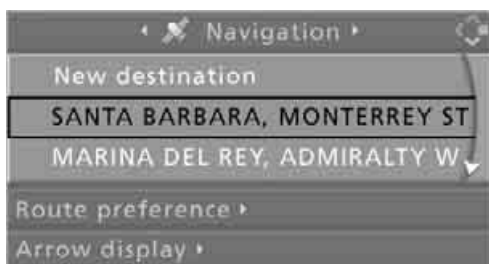 Navigation
New destination
SANTA BARBARA, MONTERREY ST
MARINA DEL REY, ADMIRALTY W
Route preference
Arrow display